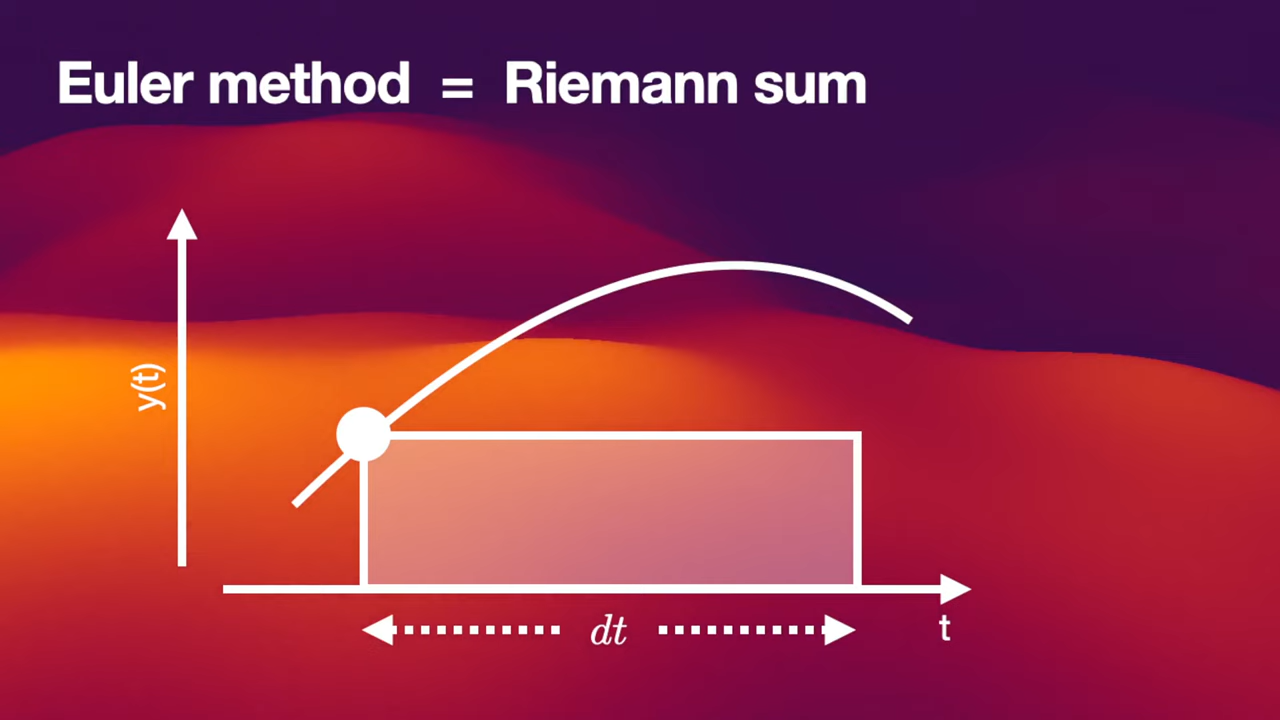 Euler method = Riemann sum
y(t)
dt
t